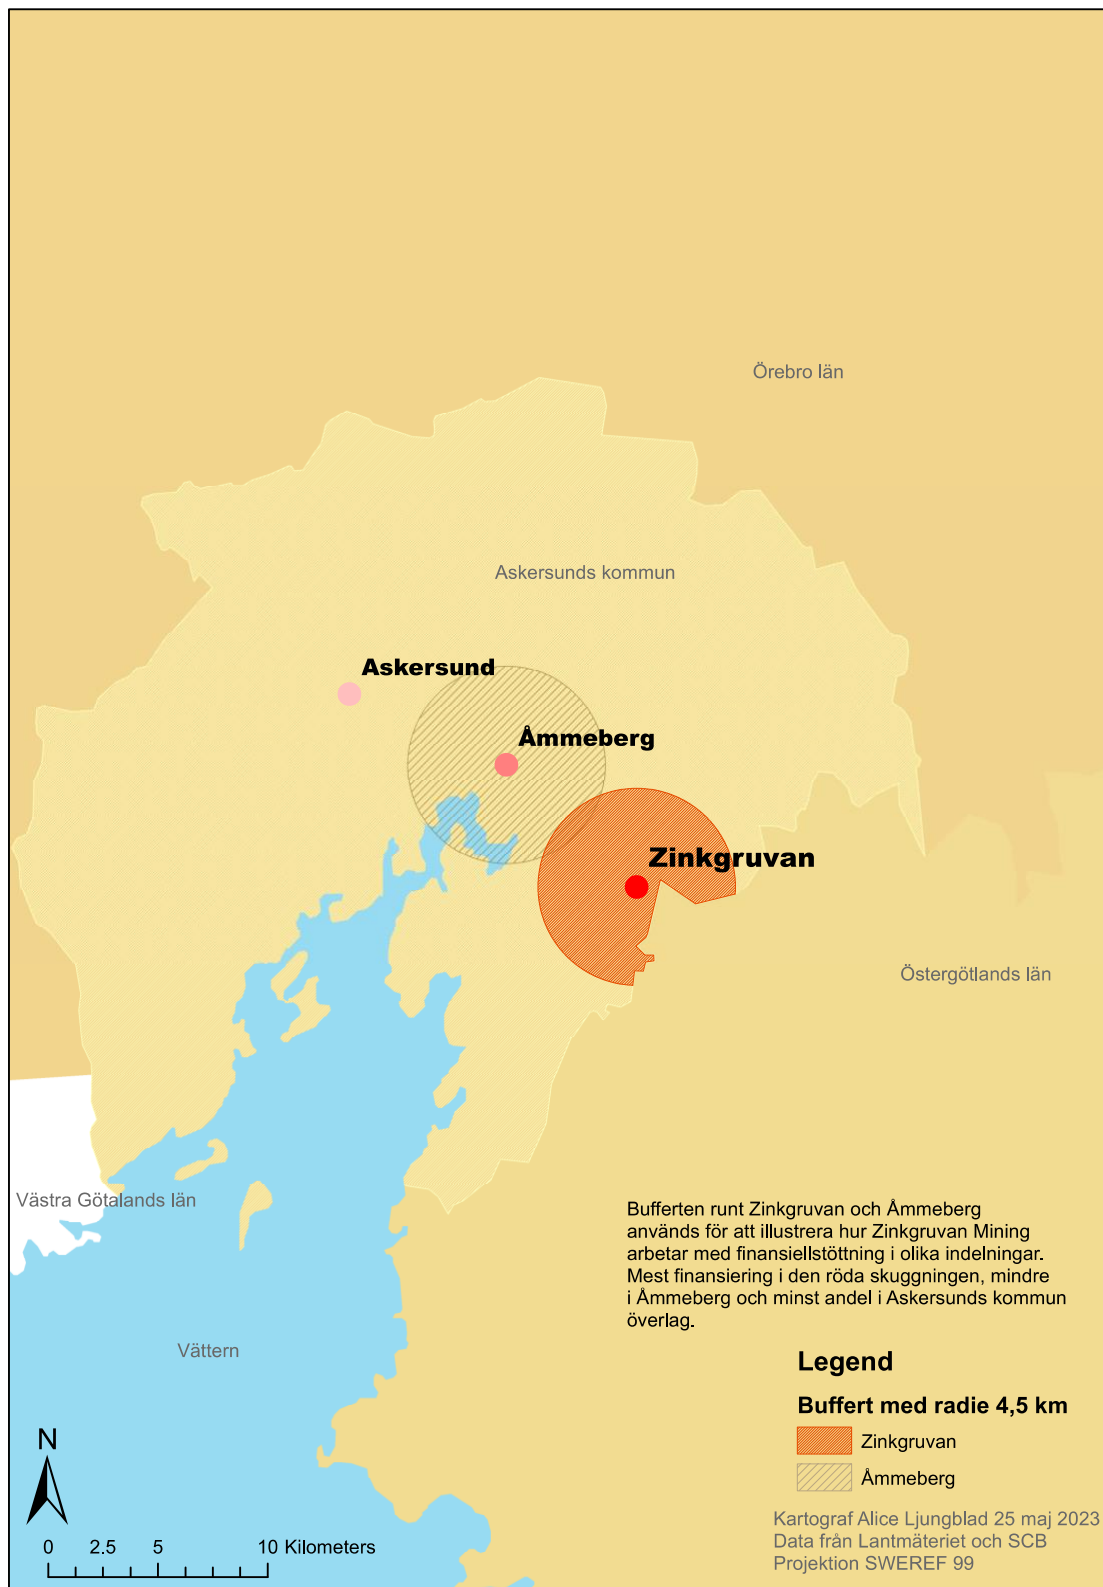 Örebro län
Askersunds kommun
Askersund
Åmmeberg
Zinkgruvan
Östergötlands län
Västra Götalands län
Bufferten runt Zinkgruvan och Åmmeberg
används för att illustrera hur Zinkgruvan Mining
arbetar med finansiellstöttning i olika indelningar.
Mest finansiering i den röda skuggningen, mindre
i Åmmeberg och minst andel i Askersunds kommun
överlag.
Vättern
Legend
Buffert med radie 4,5 km
Zinkgruvan
Åmmeberg
N
0 2.5 5 10 Kilometers
Kartograf Alice Ljungblad 25 maj 2023
Data från Lantmäteriet och SCB
Projektion SWEREF 99